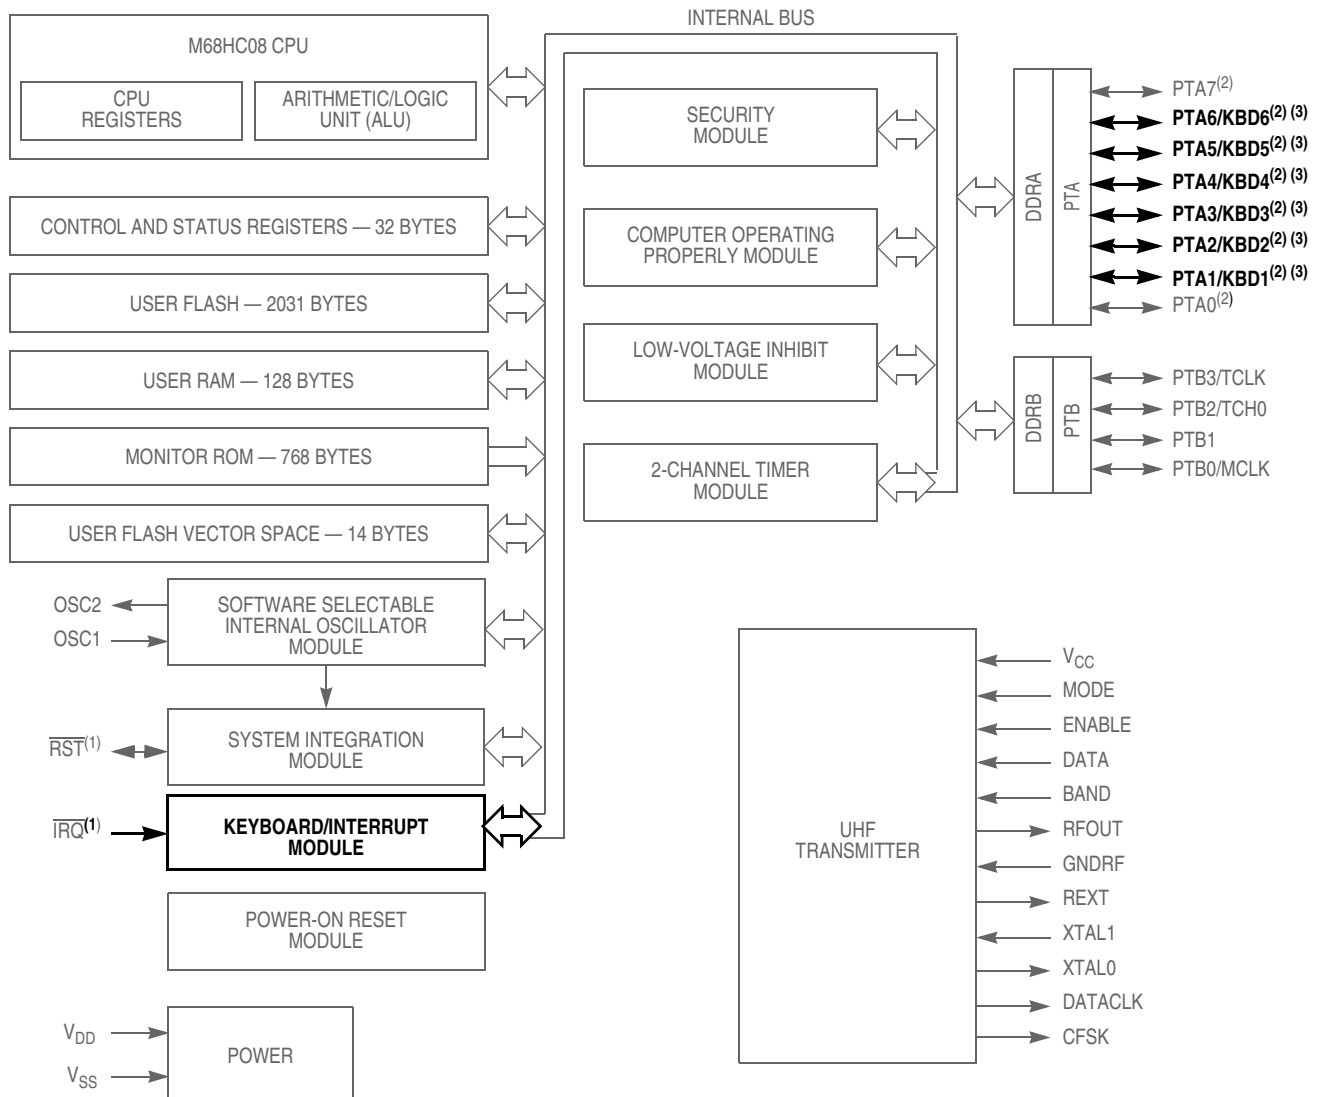 INTERNAL BUS
M68HC08 CPU
CPU
REGISTERS
ARITHMETIC/LOGIC
UNIT (ALU)
CONTROL AND STATUS REGISTERS — 32 BYTES
USER FLASH — 2031 BYTES
USER RAM — 128 BYTES
MONITOR ROM — 768 BYTES
USER FLASH VECTOR SPACE — 14 BYTES
OSC2
OSC1
SOFTWARE SELECTABLE
INTERNAL OSCILLATOR
MODULE
RST(1)
SYSTEM INTEGRATION
MODULE
IRQ(1)
KEYBOARD/INTERRUPT
MODULE
POWER-ON RESET
MODULE
VDD
VSS
POWER
SECURITY
MODULE
COMPUTER OPERATING
PROPERLY MODULE
LOW-VOLTAGE INHIBIT
MODULE
2-CHANNEL TIMER
MODULE
DDRA
PTA
PTA7(2)
PTA6/KBD6(2) (3)
PTA5/KBD5(2) (3)
PTA4/KBD4(2) (3)
PTA3/KBD3(2) (3)
PTA2/KBD2(2) (3)
PTA1/KBD1(2) (3)
PTA0(2)
DDRB
PTB
PTB3/TCLK
PTB2/TCH0
PTB1
PTB0/MCLK
UHF
TRANSMITTER
VCC
MODE
ENABLE
DATA
BAND
RFOUT
GNDRF
REXT
XTAL1
XTAL0
DATACLK
CFSK